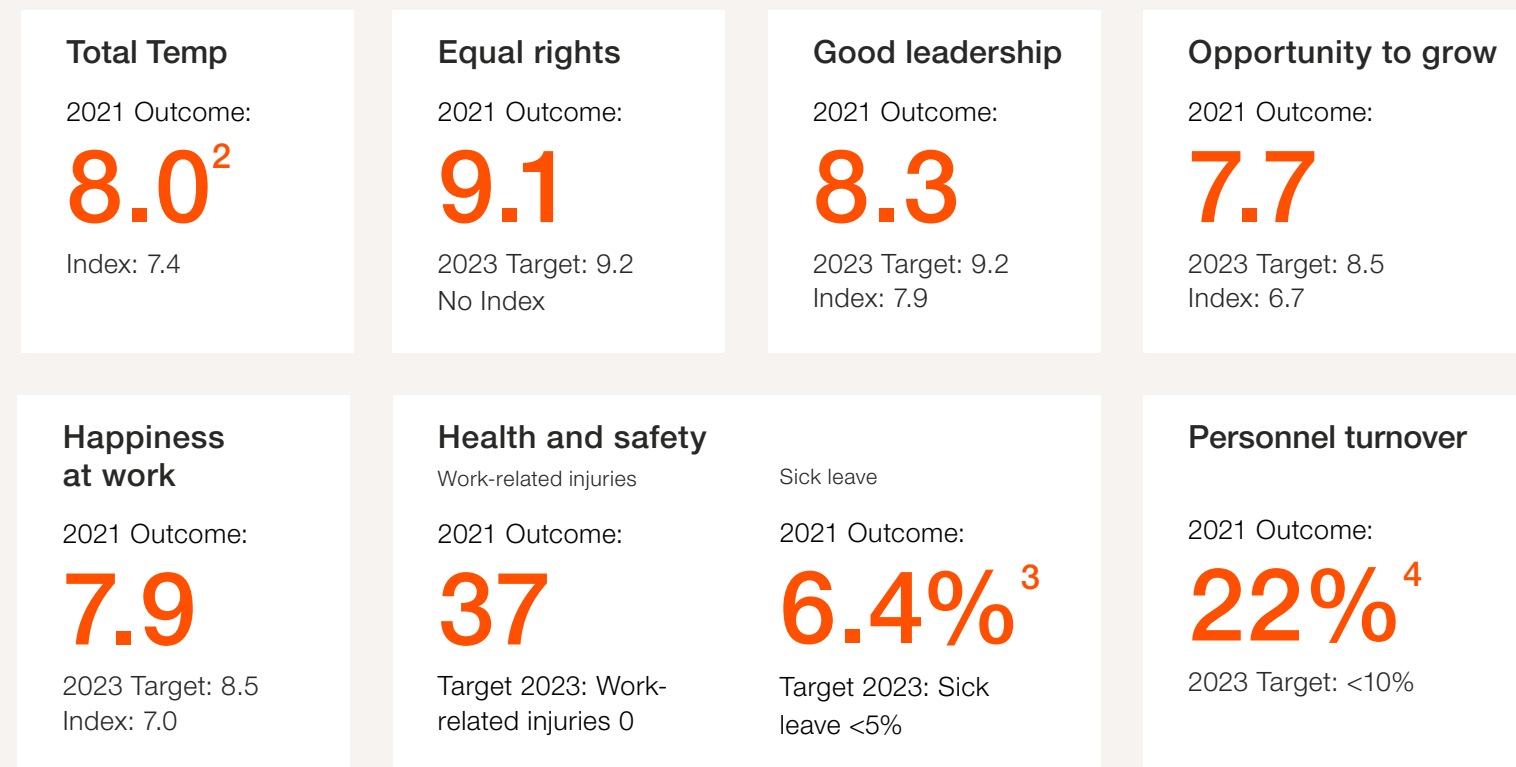 Total Temp
2021 Outcome:
8.0²
Index: 7.4
Equal rights
2021 Outcome:
9.1
2023 Target: 9.2
No Index
Good leadership
2021 Outcome:
8.3
2023 Target: 9.2
Index: 7.9
Opportunity to grow
2021 Outcome:
7.7
2023 Target: 8.5
Index: 6.7
Happiness
at work
2021 Outcome:
7.9
2023 Target: 8.5
Index: 7.0
Health and safety
Work-related injuries
2021 Outcome:
37
Target 2023: Work-
related injuries 0
Sick leave
2021 Outcome:
6.4%³
Target 2023: Sick
leave <5%
Personnel turnover
2021 Outcome:
22%⁴
2023 Target: <10%